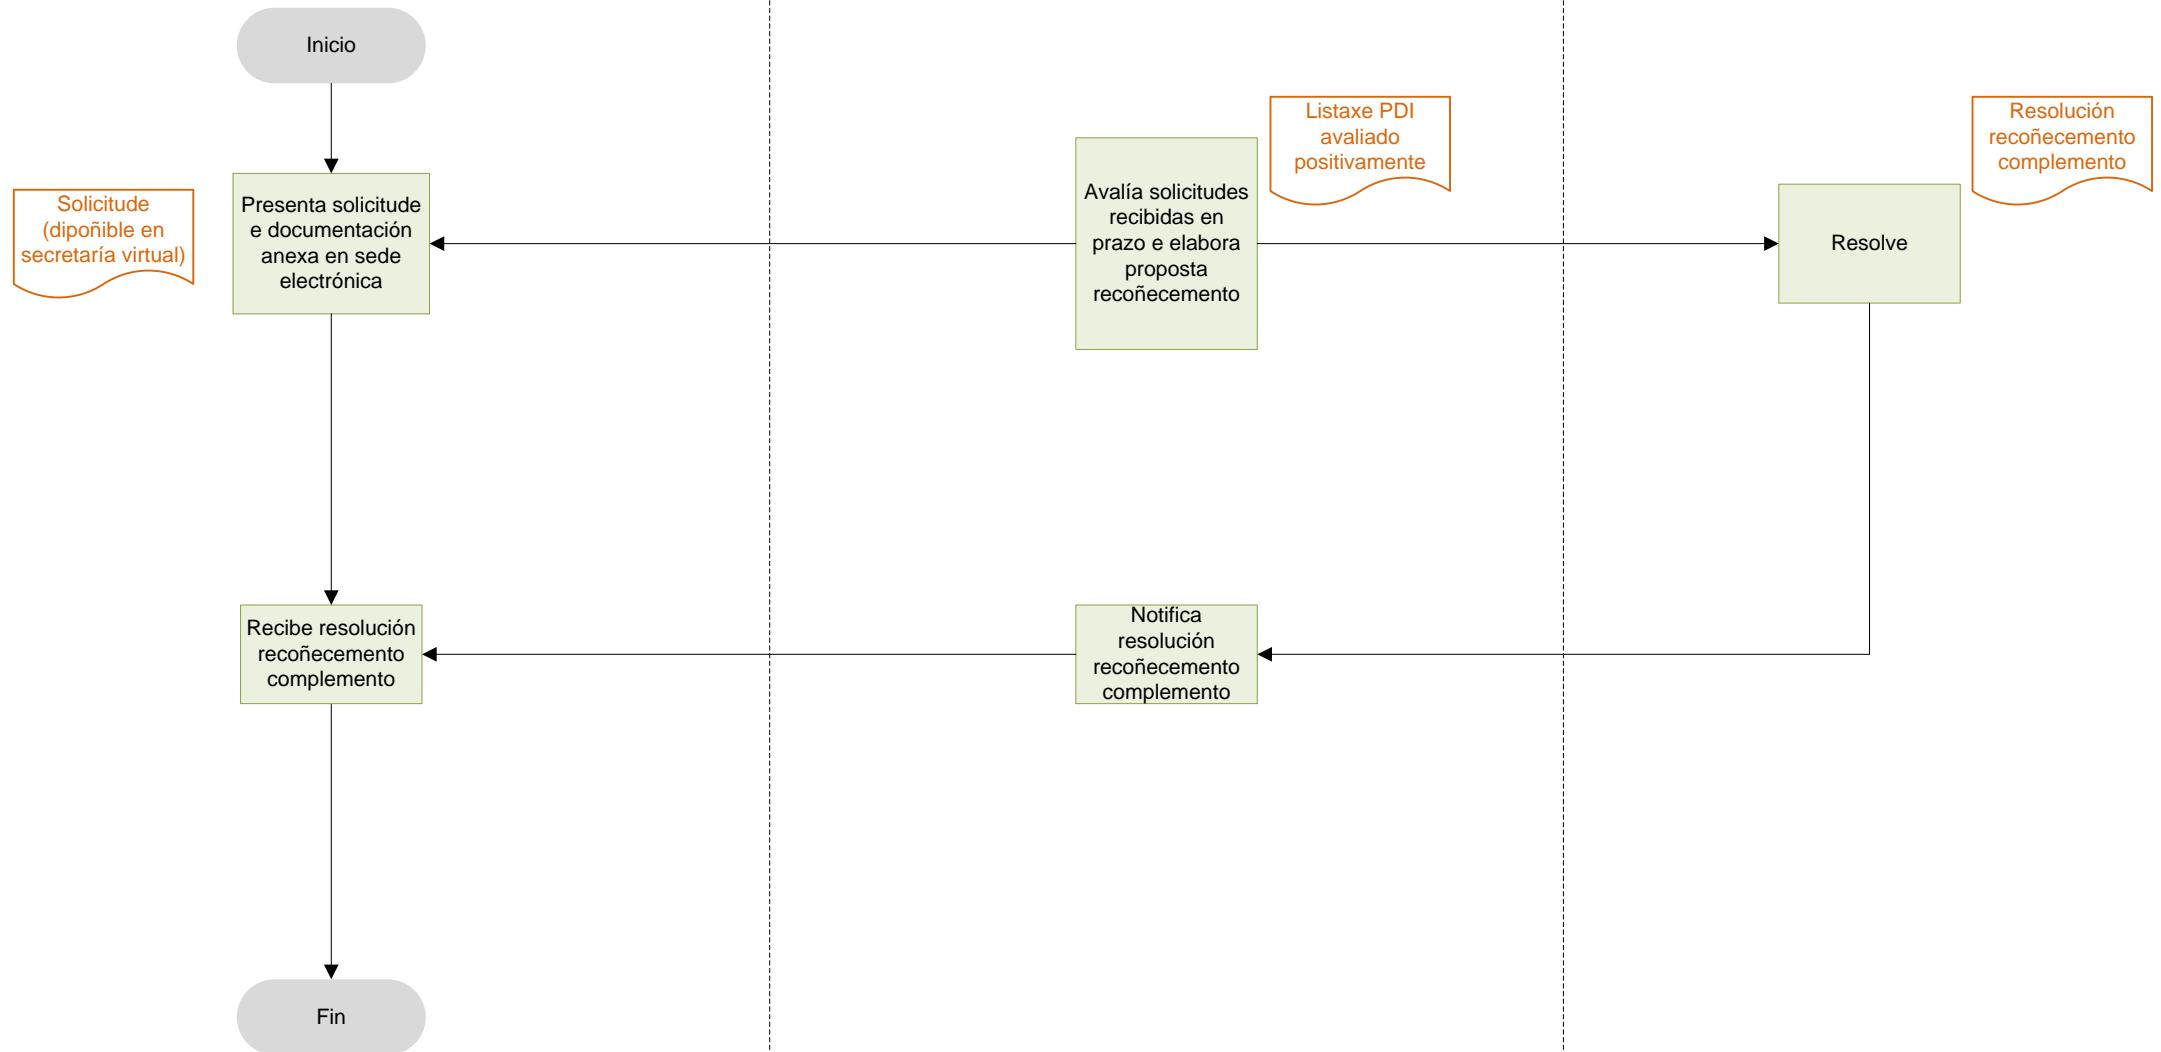 Inicio
Solicitude
(dipoñible en
secretaría virtual)
Presenta solicitude
e documentación
anexa en sede
electrónica
Avalía solicitudes
recibidas en
prazo e elabora
proposta
recoñecemento
Listaxe PDI
avaliado
positivamente
Resolve
Resolución
recoñecemento
complemento
Recibe resolución
recoñecemento
complemento
Notifica
resolución
recoñecemento
complemento
Fin